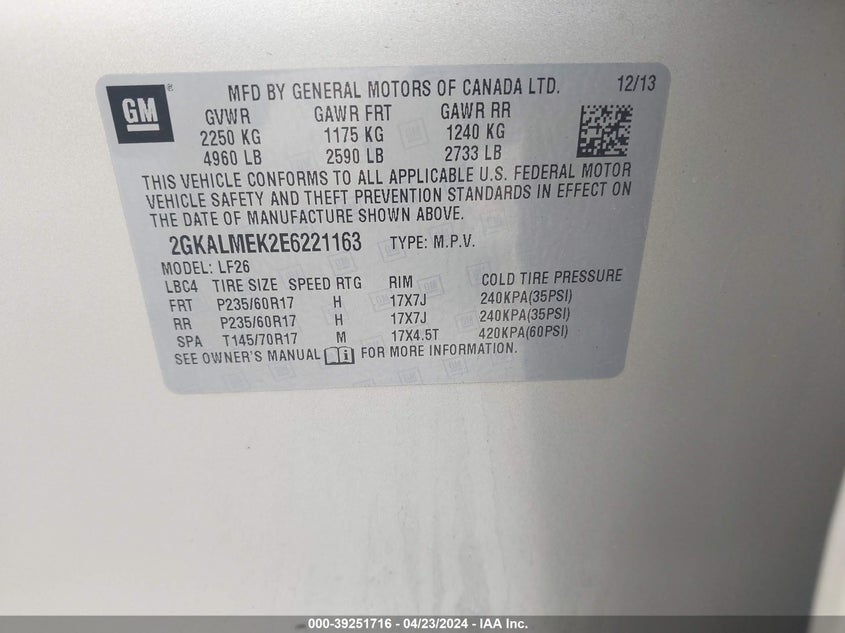 GM ® MFD BY GENERAL MOTORS OF CANADA LTD. 12/13
GVWR GAWR FRT GAWR RR
2250 KG 1175 KG 1240 KG
4960 LB 2590 LB 2733 LB
THIS VEHICLE CONFORMS TO ALL APPLICABLE U.S. FEDERAL MOTOR
VEHICLE SAFETY AND THEFT PREVENTION STANDARDS IN EFFECT ON
THE DATE OF MANUFACTURE SHOWN ABOVE.
2GKALMEK2E6221163 TYPE: M.P.V.
MODEL: LF26
LBC4 TIRE SIZE SPEED RTG RIM COLD TIRE PRESSURE
FRT P235/60R17 H 17X7J 240KPA(35PSI)
RR P235/60R17 H 17X7J 240KPA(35PSI)
SPA T145/70R17 M 17X4.5T 420KPA(60PSI)
SEE OWNER'S MANUAL FOR MORE INFORMATION.
000-39251716 - 04/23/2024 - IAA Inc.